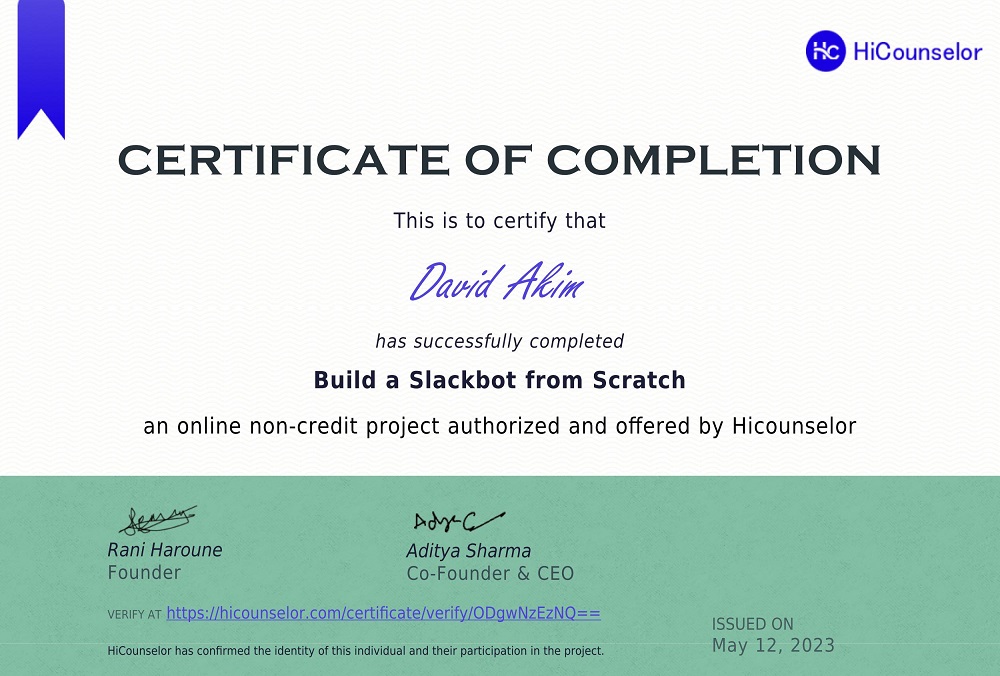 Hc HiCounselor
CERTIFICATE OF COMPLETION
This is to certify that
David Akim
has successfully completed
Build a Slackbot from Scratch
an online non-credit project authorized and offered by Hicounselor
Rani Haroune
Founder
Aditya Sharma
Co-Founder & CEO
VERIFY AT https://hicounselor.com/certificate/verify/ODgwNzEzNQ==
ISSUED ON
May 12, 2023
HiCounselor has confirmed the identity of this individual and their participation in the project.